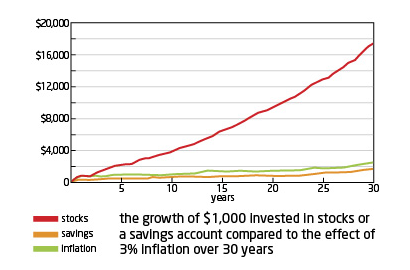 $20,000
$16,000
$12,000
$8,000
$4,000
0
5 10 15 20 25 30
years
stocks
savings
inflation
the growth of $1,000 invested in stocks or
a savings account compared to the effect of
3% inflation over 30 years